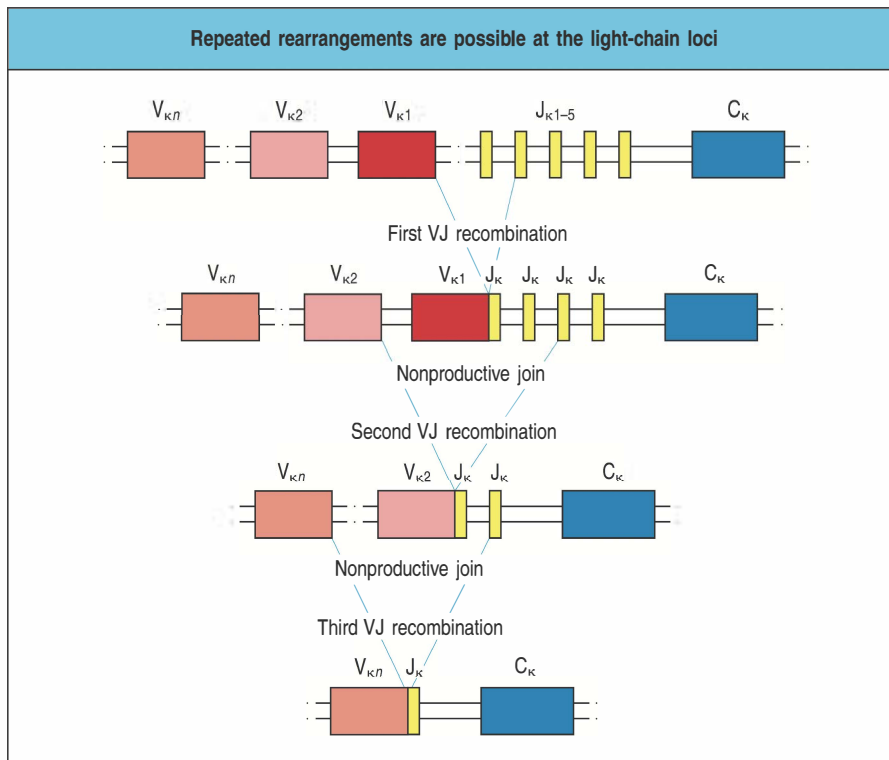 Repeated rearrangements are possible at the light-chain loci
Vκn Vκ2 Vκ1 Jκ1–5 Cκ
First VJ recombination
Vκn Vκ2 Vκ1 Jκ Jκ Jκ Jκ Cκ
Nonproductive join
Second VJ recombination
Vκn Vκ2 Jκ Jκ Cκ
Nonproductive join
Third VJ recombination
Vκn Jκ Cκ